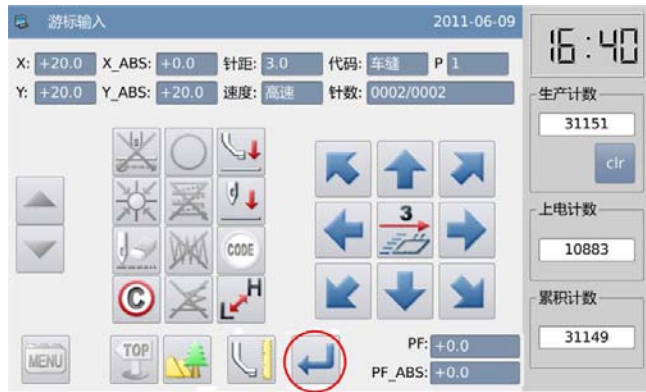 游标输入 2011-06-09
X: +20.0 X_ABS: +0.0 针距: 3.0 代码: 车缝 P 1
Y: +20.0 Y_ABS: +20.0 速度: 高速 针数: 0002/0002
16:40
生产计数
31151
clr
上电计数
10883
累积计数
31149
3
CODE
C
L H
MENU
TOP
PF: +0.0
PF_ABS: +0.0